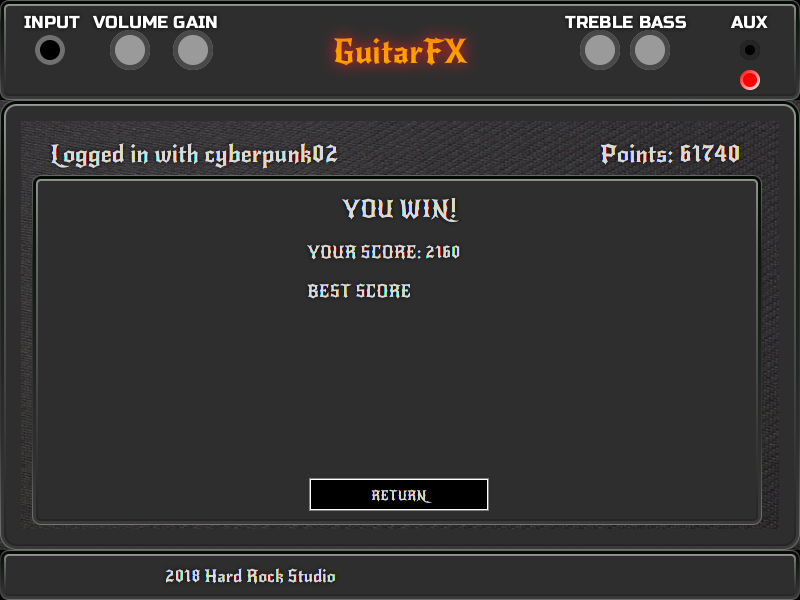 INPUT VOLUME GAIN GuitarFX TREBLE BASS AUX
Logged in with cyberpunk02 Points: 61740
YOU WIN!
YOUR SCORE: 2160
BEST SCORE
RETURN
2018 Hard Rock Studio